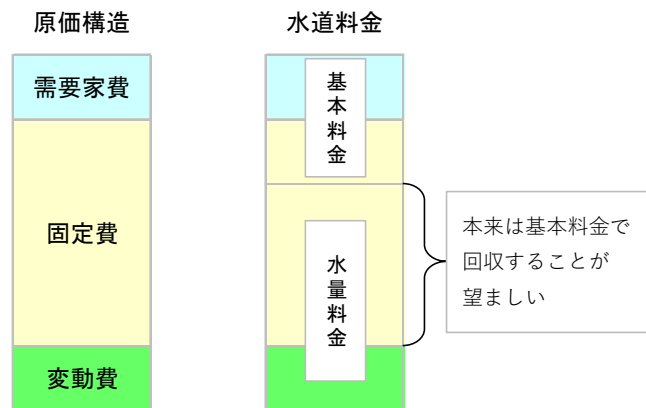 原価構造
水道料金
需要家費
固定費
変動費
基本料金
水量料金
本来は基本料金で
回収することが
望ましい